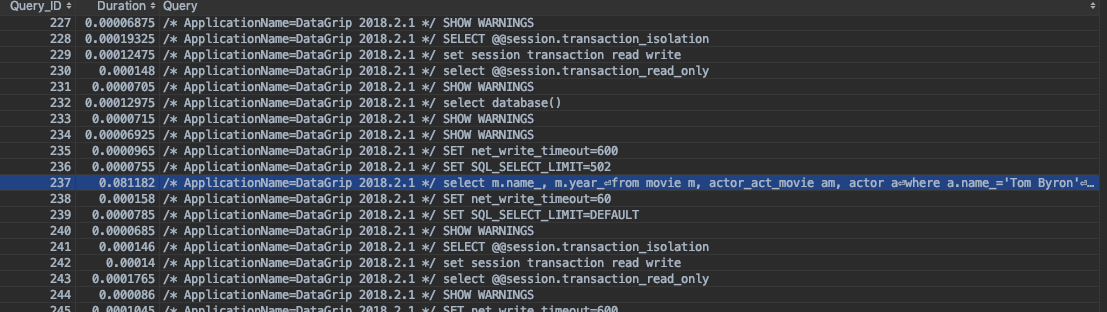 Query_ID Duration Query
227 0.00006875 /* ApplicationName=DataGrip 2018.2.1 */ SHOW WARNINGS
228 0.00019325 /* ApplicationName=DataGrip 2018.2.1 */ SELECT @@session.transaction_isolation
229 0.00012475 /* ApplicationName=DataGrip 2018.2.1 */ set session transaction read write
230 0.000148 /* ApplicationName=DataGrip 2018.2.1 */ select @@session.transaction_read_only
231 0.0000705 /* ApplicationName=DataGrip 2018.2.1 */ SHOW WARNINGS
232 0.00012975 /* ApplicationName=DataGrip 2018.2.1 */ select database()
233 0.0000715 /* ApplicationName=DataGrip 2018.2.1 */ SHOW WARNINGS
234 0.00006925 /* ApplicationName=DataGrip 2018.2.1 */ SHOW WARNINGS
235 0.0000965 /* ApplicationName=DataGrip 2018.2.1 */ SET net_write_timeout=600
236 0.0000755 /* ApplicationName=DataGrip 2018.2.1 */ SET SQL_SELECT_LIMIT=502
237 0.081182 /* ApplicationName=DataGrip 2018.2.1 */ select m.name_, m.year_⏎from movie m, actor_act_movie am, actor a⏎where a.name_='Tom Byron'⏎…
238 0.000158 /* ApplicationName=DataGrip 2018.2.1 */ SET net_write_timeout=60
239 0.0000785 /* ApplicationName=DataGrip 2018.2.1 */ SET SQL_SELECT_LIMIT=DEFAULT
240 0.0000685 /* ApplicationName=DataGrip 2018.2.1 */ SHOW WARNINGS
241 0.000146 /* ApplicationName=DataGrip 2018.2.1 */ SELECT @@session.transaction_isolation
242 0.00014 /* ApplicationName=DataGrip 2018.2.1 */ set session transaction read write
243 0.0001765 /* ApplicationName=DataGrip 2018.2.1 */ select @@session.transaction_read_only
244 0.000086 /* ApplicationName=DataGrip 2018.2.1 */ SHOW WARNINGS
245 0.0001045 /* ApplicationName=DataGrip 2018.2.1 */ SET net_write_timeout=600